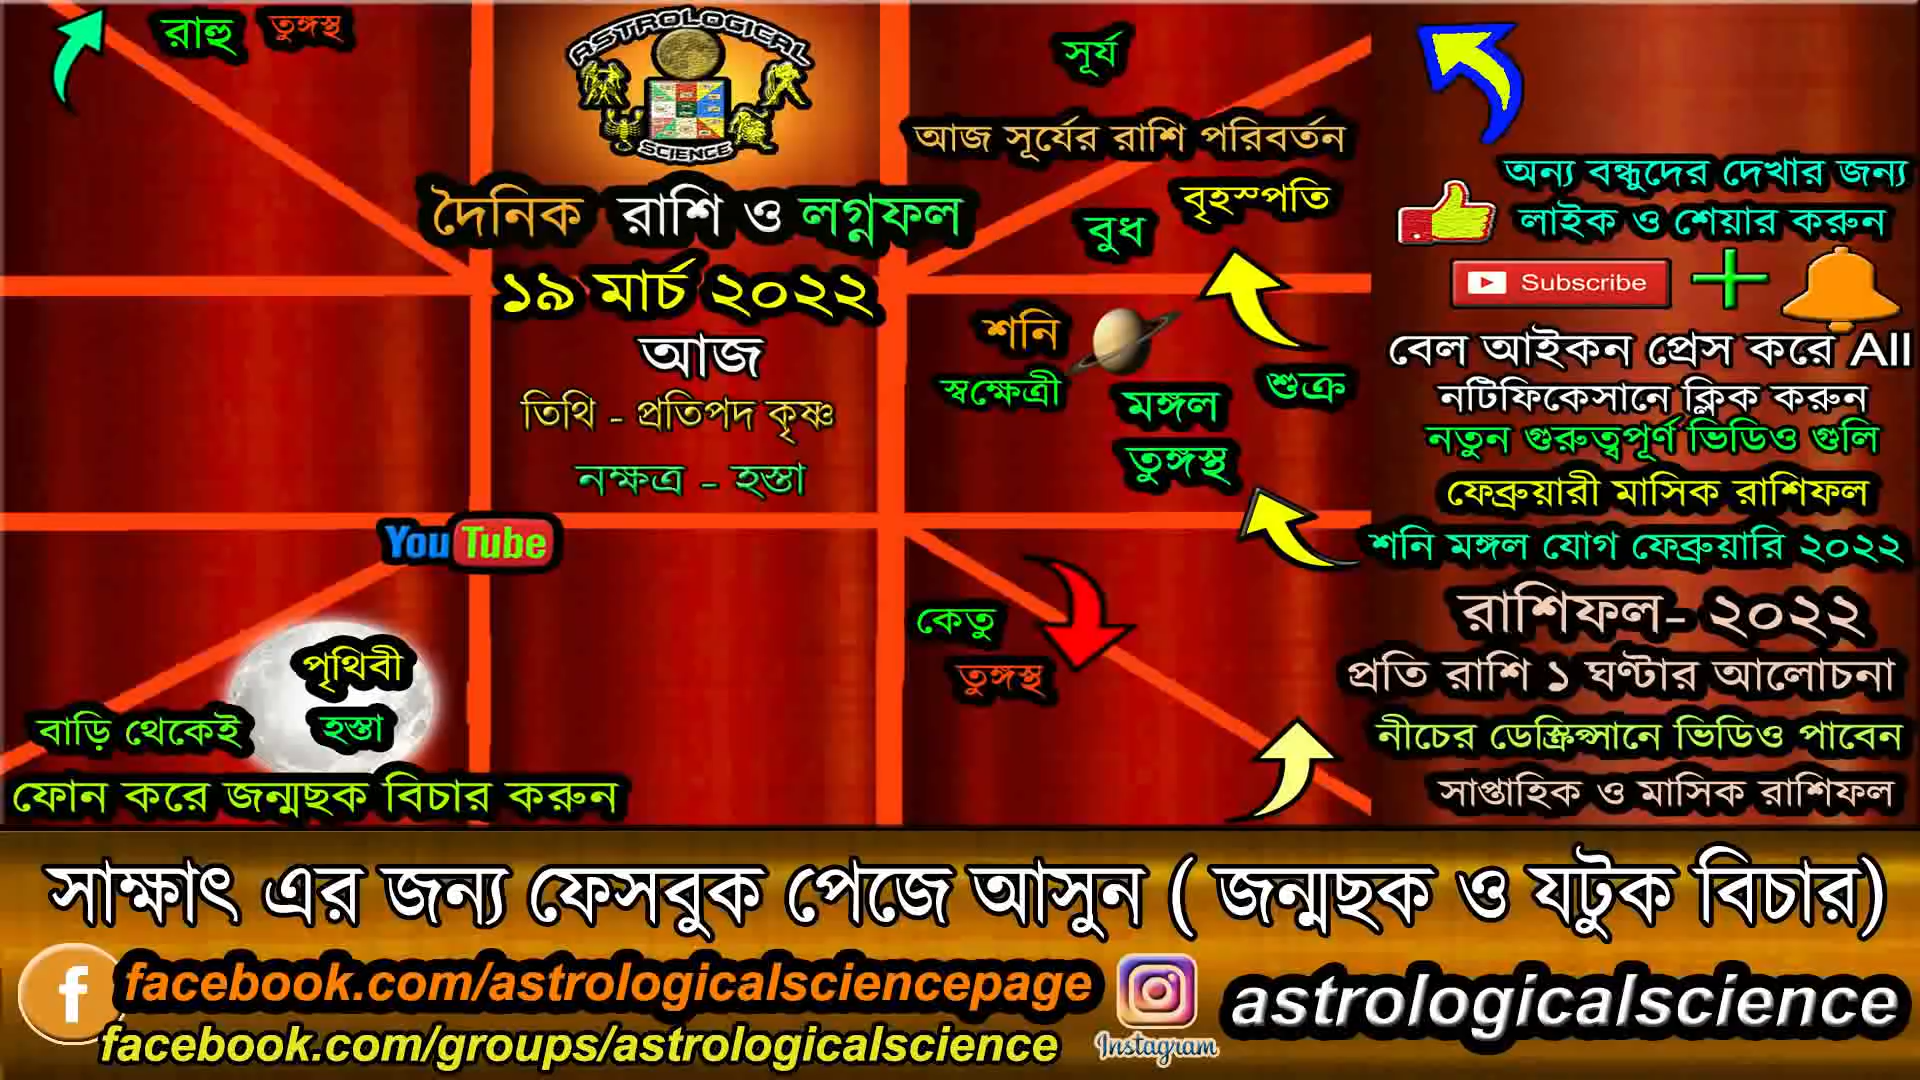 রাহু তুঙ্গস্থ
ASTROLOGICAL
SCIENCE
সূর্য
আজ সূর্যের রাশি পরিবর্তন
বুধ
বৃহস্পতি
দৈনিক রাশি ও লগ্নফল
১৯ মার্চ ২০২২
আজ
তিথি - প্রতিপদ কৃষ্ণ
নক্ষত্র - হস্তা
শনি
স্বক্ষেত্রী
মঙ্গল
তুঙ্গস্থ
শুক্র
YouTube
কেতু
তুঙ্গস্থ
পৃথিবী
হস্তা
বাড়ি থেকেই
ফোন করে জন্মছক বিচার করুন
অন্য বন্ধুদের দেখার জন্য
লাইক ও শেয়ার করুন
Subscribe
বেল আইকন প্রেস করে All
নটিফিকেসানে ক্লিক করুন
নতুন গুরুত্বপূর্ণ ভিডিও গুলি
ফেব্রুয়ারী মাসিক রাশিফল
শনি মঙ্গল যোগ ফেব্রুয়ারি ২০২২
রাশিফল- ২০২২
প্রতি রাশি ১ ঘণ্টার আলোচনা
নীচের ডেস্ক্রিপ্সানে ভিডিও পাবেন
সাপ্তাহিক ও মাসিক রাশিফল
সাক্ষাৎ এর জন্য ফেসবুক পেজে আসুন ( জন্মছক ও যটুক বিচার)
facebook.com/astrologicalsciencepage
facebook.com/groups/astrologicalscience
Instagram
astrologicalscience